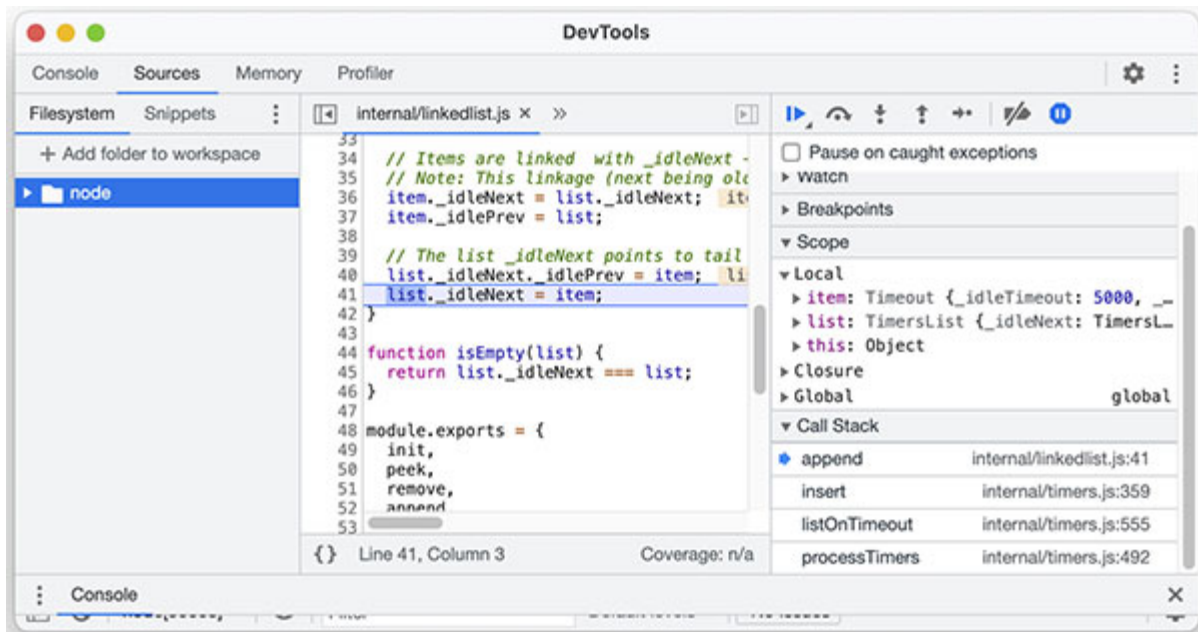 DevTools
Console Sources Memory Profiler
Filesystem Snippets
+ Add folder to workspace
node
internal/linkedlist.js × »
33
34 // Items are linked with _idleNext -
35 // Note: This linkage (next being old
36 item._idleNext = list._idleNext; ite
37 item._idlePrev = list;
38
39 // The list _idleNext points to tail
40 list._idleNext._idlePrev = item; li
41 list._idleNext = item;
42 }
43
44 function isEmpty(list) {
45 return list._idleNext === list;
46 }
47
48 module.exports = {
49 init,
50 peek,
51 remove,
52 append
53
{} Line 41, Column 3 Coverage: n/a
Pause on caught exceptions
Watch
Breakpoints
Scope
Local
item: Timeout {_idleTimeout: 5000, _…
list: TimersList {_idleNext: TimersL…
this: Object
Closure
Global global
Call Stack
append internal/linkedlist.js:41
insert internal/timers.js:359
listOnTimeout internal/timers.js:555
processTimers internal/timers.js:492
Console ×